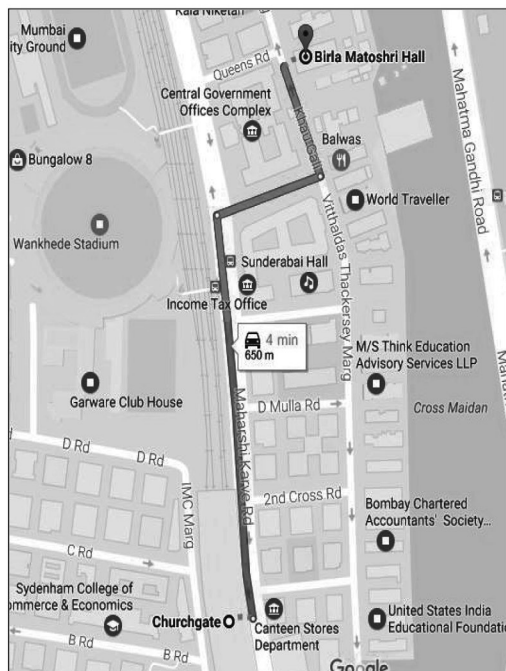 Mumbai
ity Ground
Kala Niketan
Queens Rd
Birla Matoshri Hall
Central Government
Offices Complex
Khau Gali
Balwas
Bungalow 8
World Traveller
Wankhede Stadium
Vitthaldas Thackersey Marg
Mahatma Gandhi Road
Sunderabai Hall
Income Tax Office
4 min
650 m
M/S Think Education
Advisory Services LLP
Garware Club House
Maharshi Karve Rd
D Mulla Rd
Cross Maidan
D Rd
D Rd
IMC Marg
2nd Cross Rd
Bombay Chartered
Accountants' Society...
C Rd
Sydenham College of
ommerce & Economics
Churchgate
Canteen Stores
Department
United States India
Educational Foundatio
B Rd
B Rd
Google